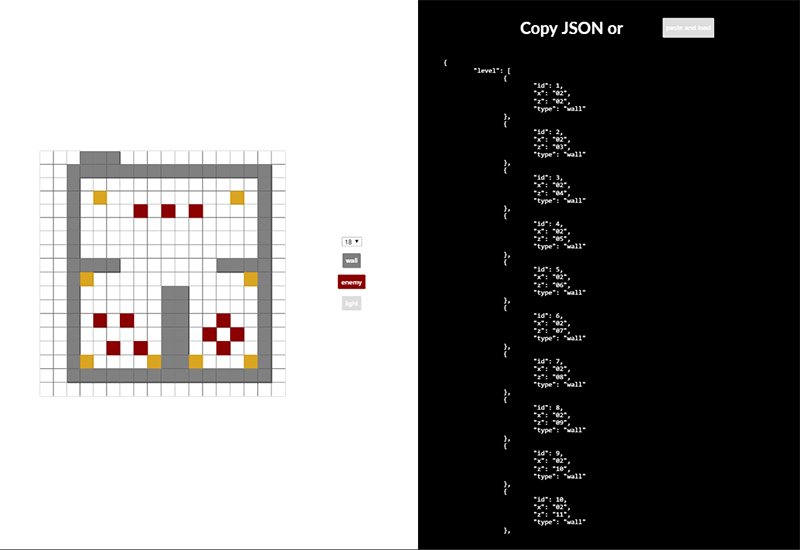 Copy JSON or
paste and load
18
wall
enemy
light
{
"level": [
{
"id": 1,
"x": "02",
"z": "02",
"type": "wall"
},
{
"id": 2,
"x": "02",
"z": "03",
"type": "wall"
},
{
"id": 3,
"x": "02",
"z": "04",
"type": "wall"
},
{
"id": 4,
"x": "02",
"z": "05",
"type": "wall"
},
{
"id": 5,
"x": "02",
"z": "06",
"type": "wall"
},
{
"id": 6,
"x": "02",
"z": "07",
"type": "wall"
},
{
"id": 7,
"x": "02",
"z": "08",
"type": "wall"
},
{
"id": 8,
"x": "02",
"z": "09",
"type": "wall"
},
{
"id": 9,
"x": "02",
"z": "10",
"type": "wall"
},
{
"id": 10,
"x": "02",
"z": "11",
"type": "wall"
},